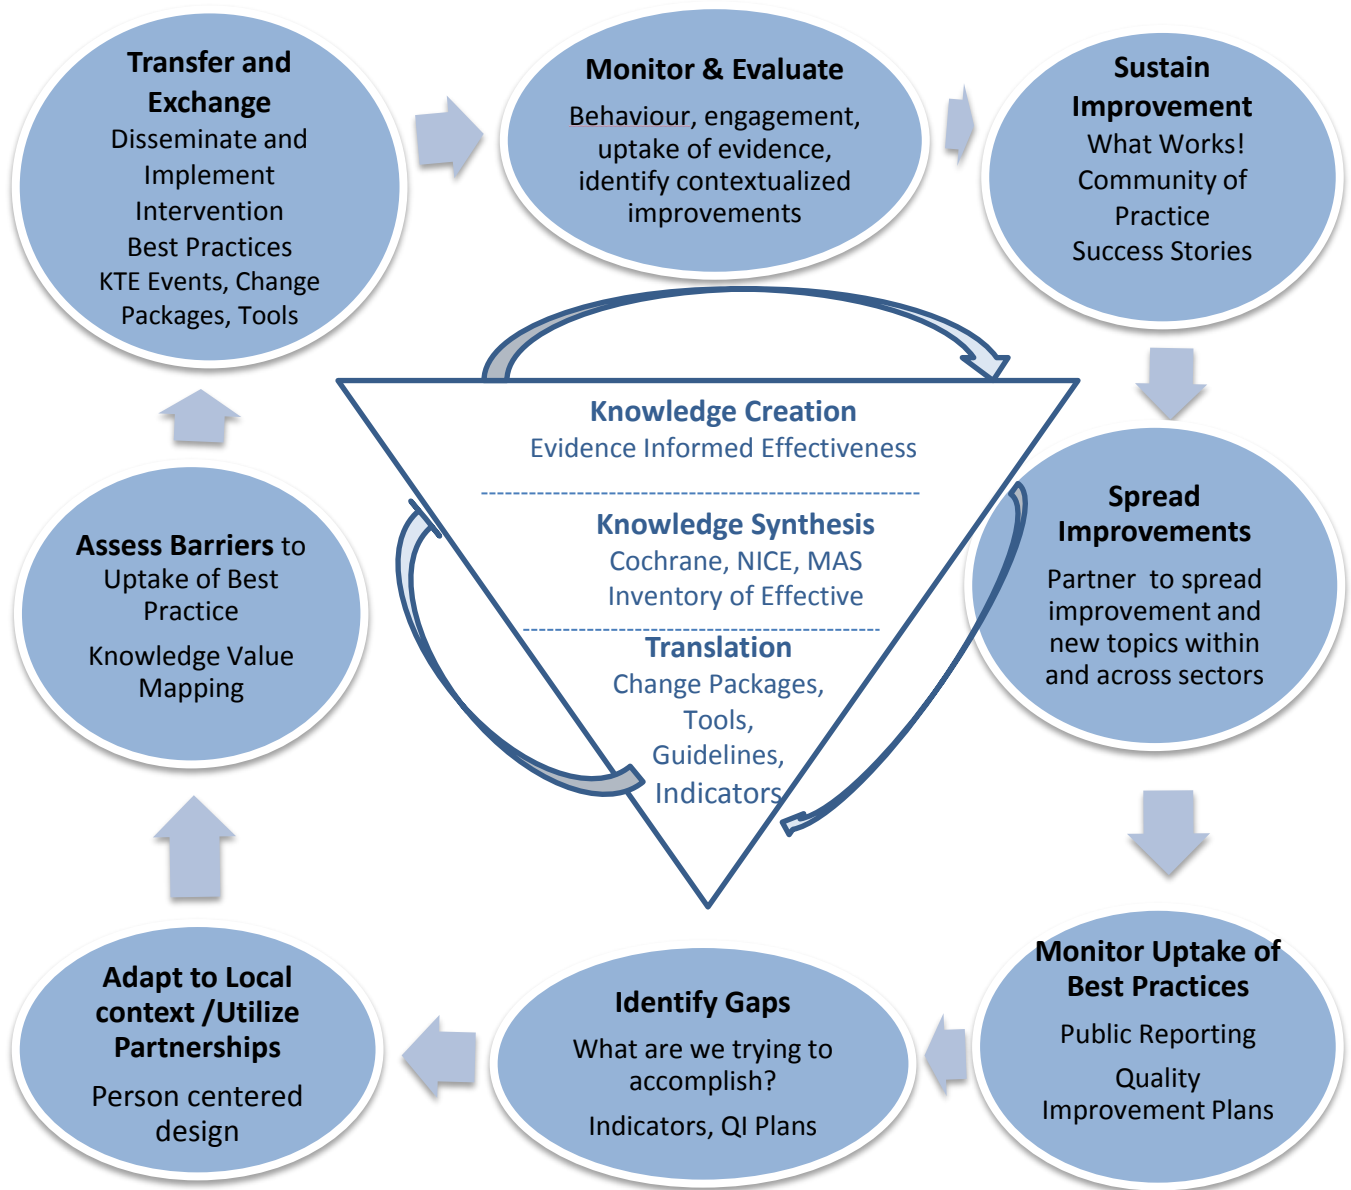 Transfer and
Exchange
Disseminate and
Implement
Intervention
Best Practices
KTE Events, Change
Packages, Tools
Monitor & Evaluate
Behaviour, engagement,
uptake of evidence,
identify contextualized
improvements
Sustain
Improvement
What Works!
Community of
Practice
Success Stories
Spread
Improvements
Partner to spread
improvement and
new topics within
and across sectors
Monitor Uptake of
Best Practices
Public Reporting
Quality
Improvement Plans
Identify Gaps
What are we trying to
accomplish?
Indicators, QI Plans
Adapt to Local
context /Utilize
Partnerships
Person centered
design
Assess Barriers to
Uptake of Best
Practice
Knowledge Value
Mapping
Knowledge Creation
Evidence Informed Effectiveness
Knowledge Synthesis
Cochrane, NICE, MAS
Inventory of Effective
Translation
Change Packages,
Tools,
Guidelines,
Indicators